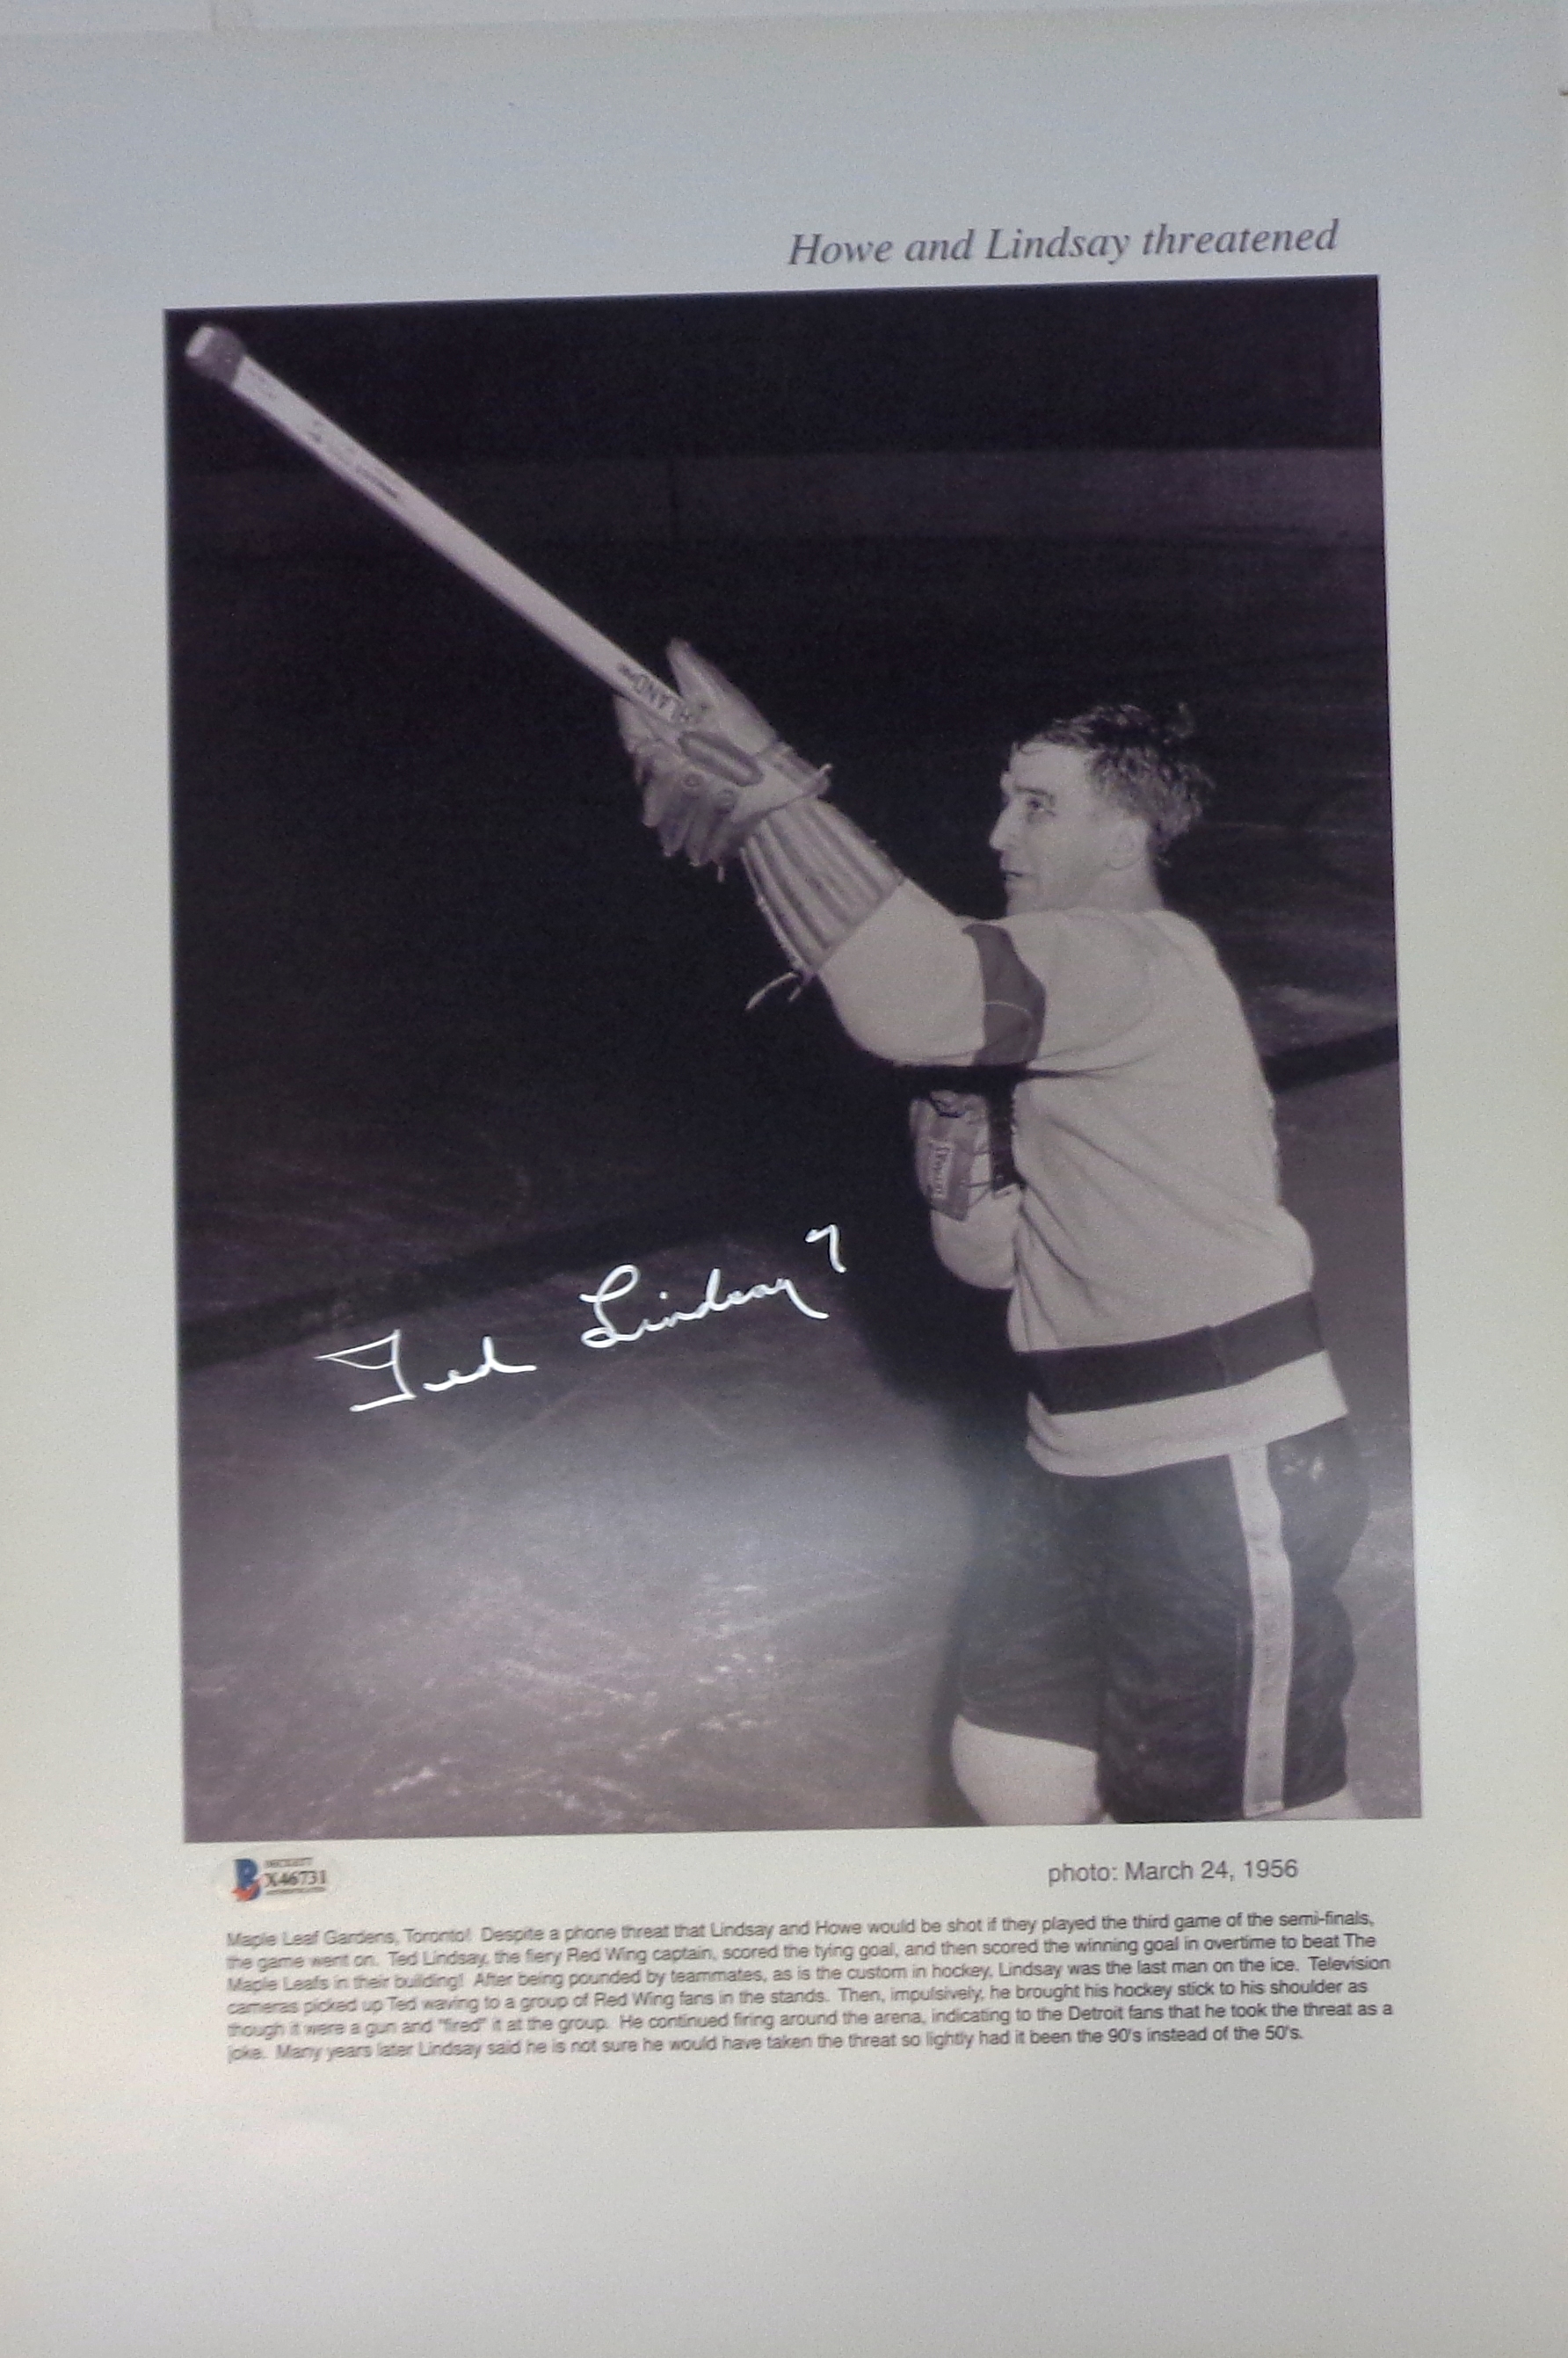 Howe and Lindsay threatened
Ted Lindsay 7
BECKETT
X46731
AUTHENTICATION
photo: March 24, 1956
Maple Leaf Gardens, Toronto! Despite a phone threat that Lindsay and Howe would be shot if they played the third game of the semi-finals,
the game went on. Ted Lindsay, the fiery Red Wing captain, scored the tying goal, and then scored the winning goal in overtime to beat The
Maple Leafs in their building! After being pounded by teammates, as is the custom in hockey, Lindsay was the last man on the ice. Television
cameras picked up Ted waving to a group of Red Wing fans in the stands. Then, impulsively, he brought his hockey stick to his shoulder as
though it were a gun and "fired" it at the group. He continued firing around the arena, indicating to the Detroit fans that he took the threat as a
joke. Many years later Lindsay said he is not sure he would have taken the threat so lightly had it been the 90's instead of the 50's.